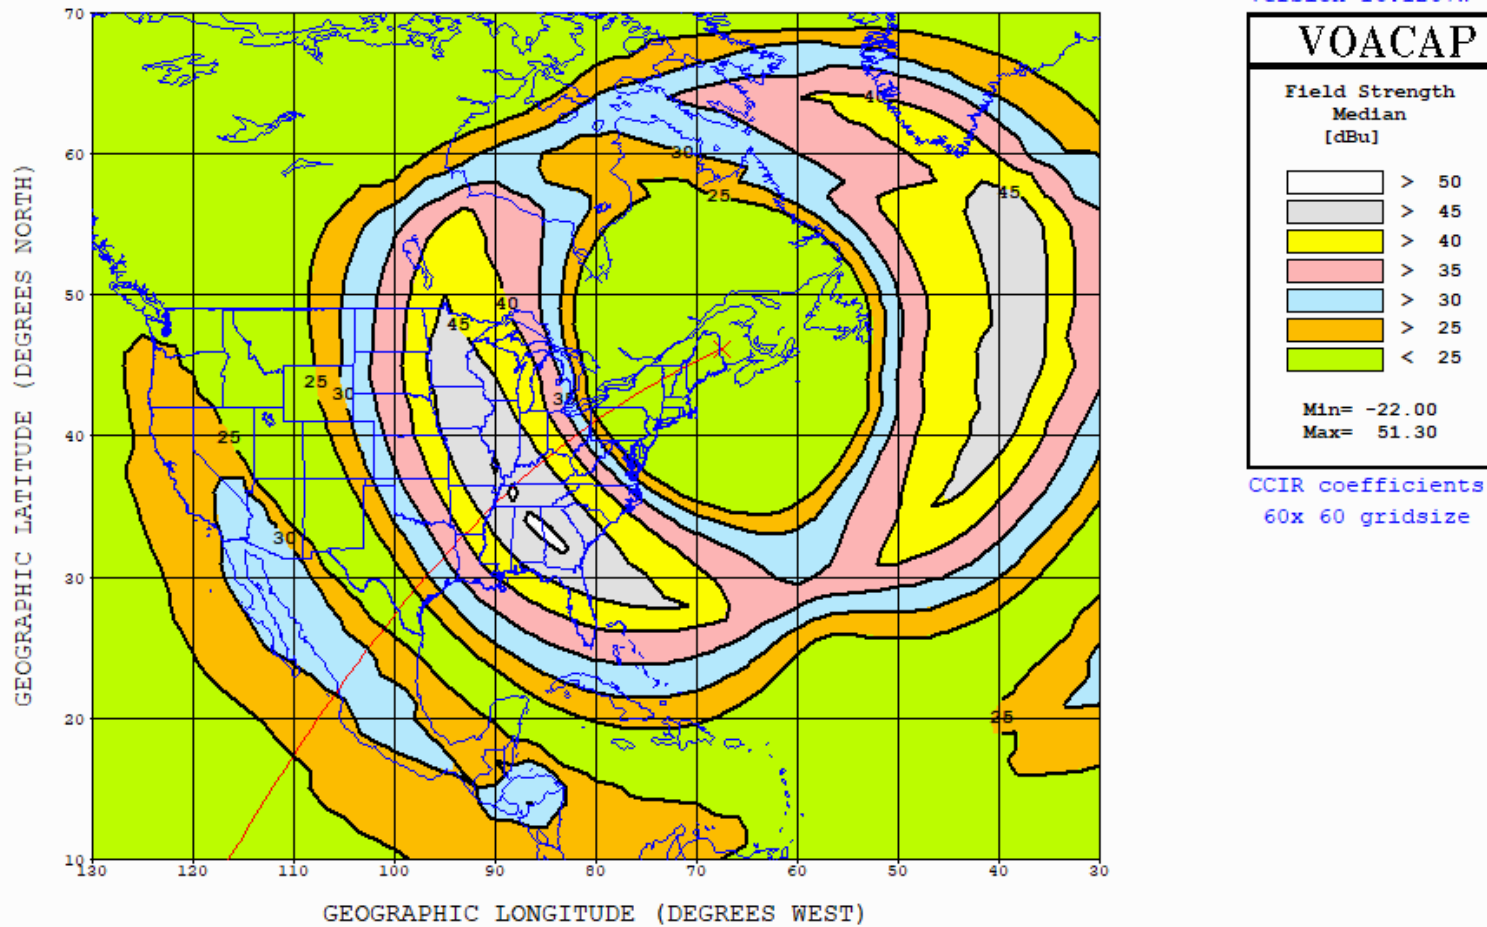 VOACAP
Field Strength
Median
[dBu]
> 50
> 45
> 40
> 35
> 30
> 25
< 25
Min= -22.00
Max= 51.30
CCIR coefficients
60x 60 gridsize
GEOGRAPHIC LATITUDE (DEGREES NORTH)
70
60
50
40
30
20
10
40
30
25
45
40
45
25
30
35
25
30
25
130 120 110 100 90 80 70 60 50 40 30
GEOGRAPHIC LONGITUDE (DEGREES WEST)